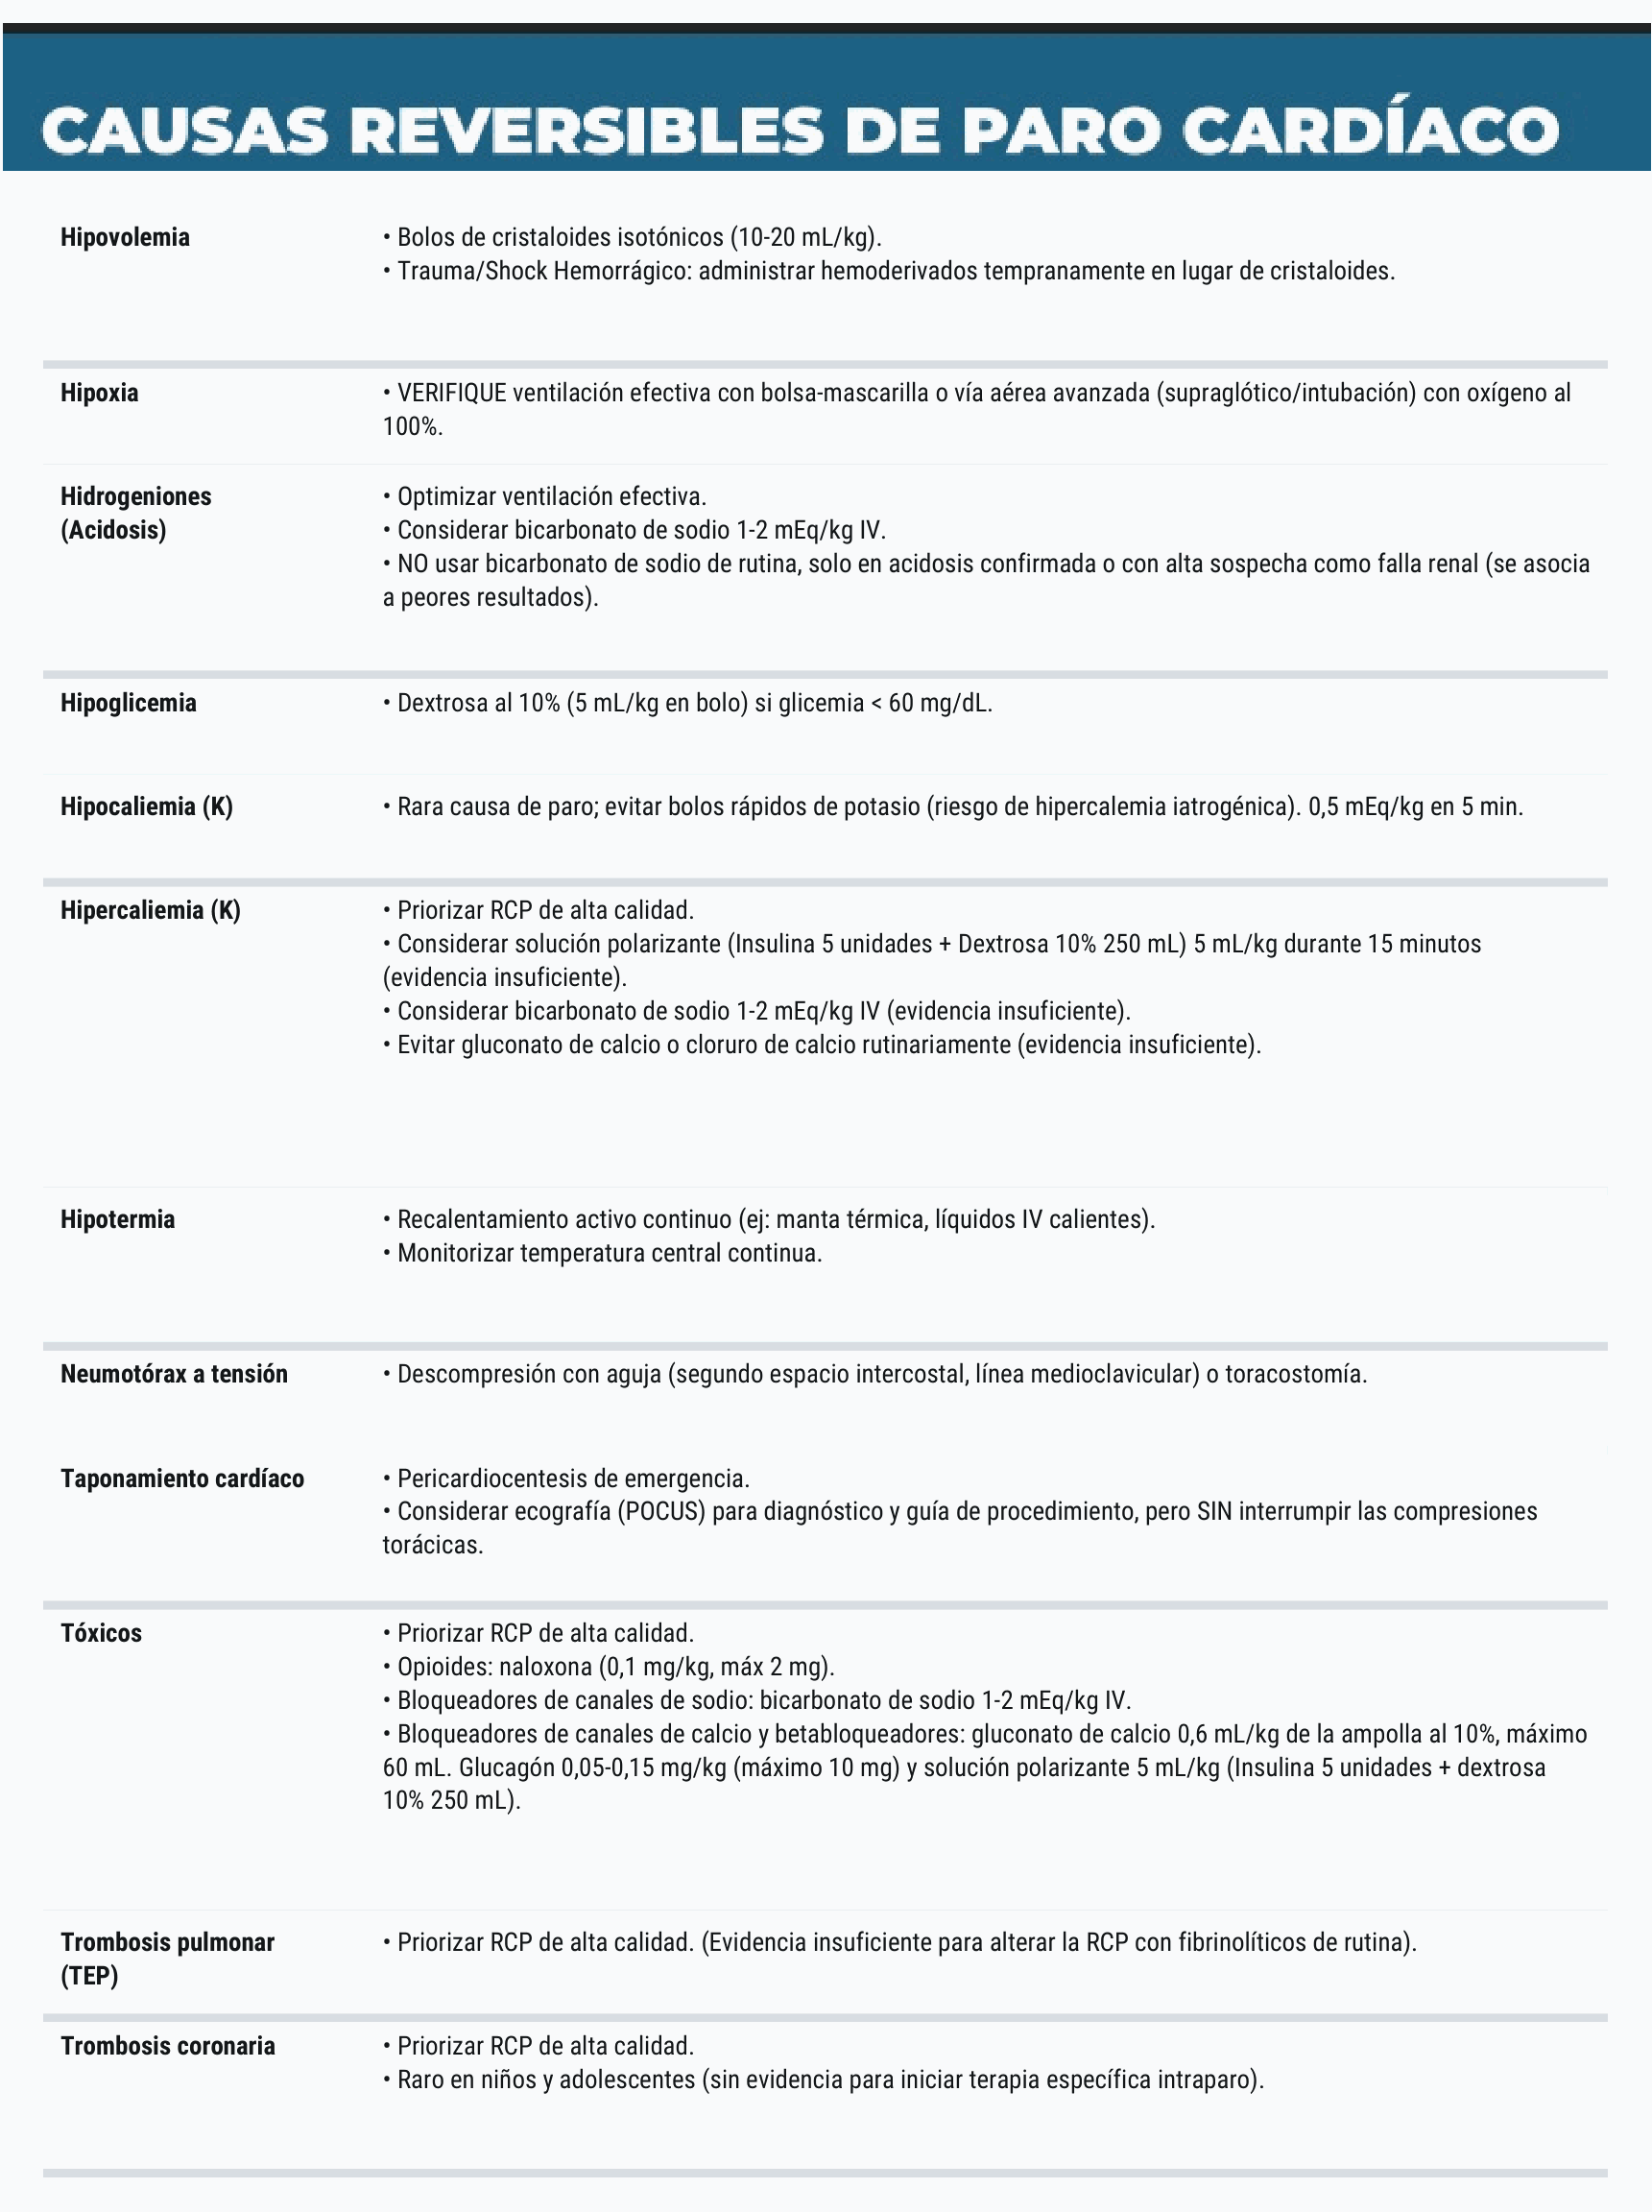 CAUSAS REVERSIBLES DE PARO CARDÍACO
Hipovolemia
• Bolos de cristaloides isotónicos (10-20 mL/kg).
• Trauma/Shock Hemorrágico: administrar hemoderivados tempranamente en lugar de cristaloides.
Hipoxia
• VERIFIQUE ventilación efectiva con bolsa-mascarilla o vía aérea avanzada (supraglótico/intubación) con oxígeno al
100%.
Hidrogeniones
(Acidosis)
• Optimizar ventilación efectiva.
• Considerar bicarbonato de sodio 1-2 mEq/kg IV.
• NO usar bicarbonato de sodio de rutina, solo en acidosis confirmada o con alta sospecha como falla renal (se asocia
a peores resultados).
Hipoglicemia
• Dextrosa al 10% (5 mL/kg en bolo) si glicemia < 60 mg/dL.
Hipocaliemia (K)
• Rara causa de paro; evitar bolos rápidos de potasio (riesgo de hipercalemia iatrogénica). 0,5 mEq/kg en 5 min.
Hipercaliemia (K)
• Priorizar RCP de alta calidad.
• Considerar solución polarizante (Insulina 5 unidades + Dextrosa 10% 250 mL) 5 mL/kg durante 15 minutos
(evidencia insuficiente).
• Considerar bicarbonato de sodio 1-2 mEq/kg IV (evidencia insuficiente).
• Evitar gluconato de calcio o cloruro de calcio rutinariamente (evidencia insuficiente).
Hipotermia
• Recalentamiento activo continuo (ej: manta térmica, líquidos IV calientes).
• Monitorizar temperatura central continua.
Neumotórax a tensión
• Descompresión con aguja (segundo espacio intercostal, línea medioclavicular) o toracostomía.
Taponamiento cardíaco
• Pericardiocentesis de emergencia.
• Considerar ecografía (POCUS) para diagnóstico y guía de procedimiento, pero SIN interrumpir las compresiones
torácicas.
Tóxicos
• Priorizar RCP de alta calidad.
• Opioides: naloxona (0,1 mg/kg, máx 2 mg).
• Bloqueadores de canales de sodio: bicarbonato de sodio 1-2 mEq/kg IV.
• Bloqueadores de canales de calcio y betabloqueadores: gluconato de calcio 0,6 mL/kg de la ampolla al 10%, máximo
60 mL. Glucagón 0,05-0,15 mg/kg (máximo 10 mg) y solución polarizante 5 mL/kg (Insulina 5 unidades + dextrosa
10% 250 mL).
Trombosis pulmonar
(TEP)
• Priorizar RCP de alta calidad. (Evidencia insuficiente para alterar la RCP con fibrinolíticos de rutina).
Trombosis coronaria
• Priorizar RCP de alta calidad.
• Raro en niños y adolescentes (sin evidencia para iniciar terapia específica intraparo).